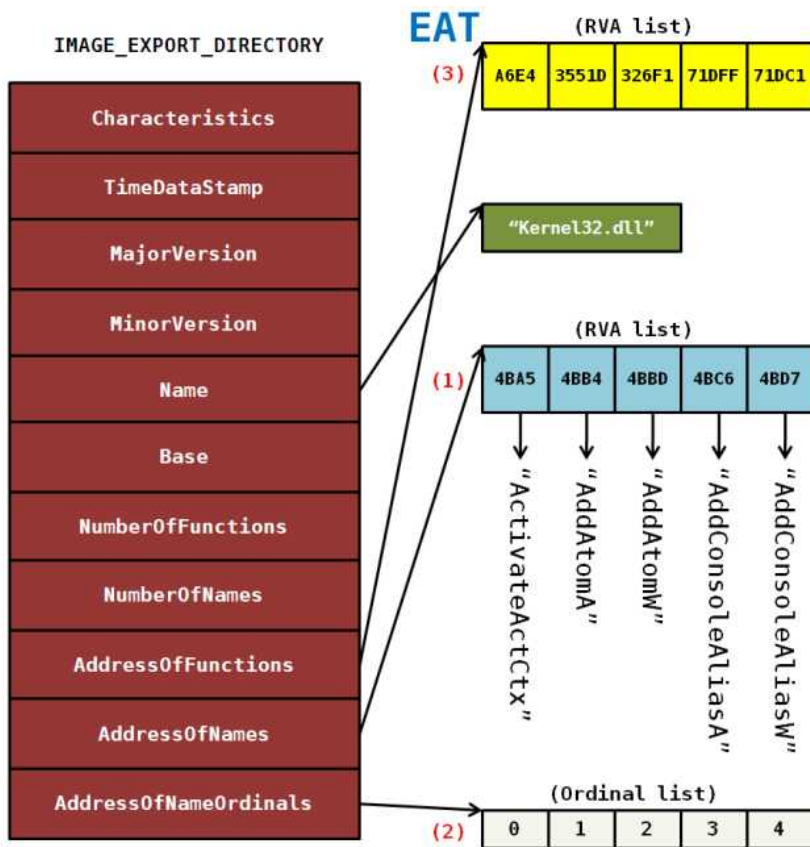 EAT
IMAGE_EXPORT_DIRECTORY
Characteristics
TimeDataStamp
MajorVersion
MinorVersion
Name
Base
NumberOfFunctions
NumberOfNames
AddressOfFunctions
AddressOfNames
AddressOfNameOrdinals
(RVA list)
(3) A6E4 3551D 326F1 71DFF 71DC1
“Kernel32.dll”
(RVA list)
(1) 4BA5 4BB4 4BBD 4BC6 4BD7
“ActivateActCtx”
“AddAtomA”
“AddAtomW”
“AddConsoleAliasA”
“AddConsoleAliasW”
(Ordinal list)
(2) 0 1 2 3 4